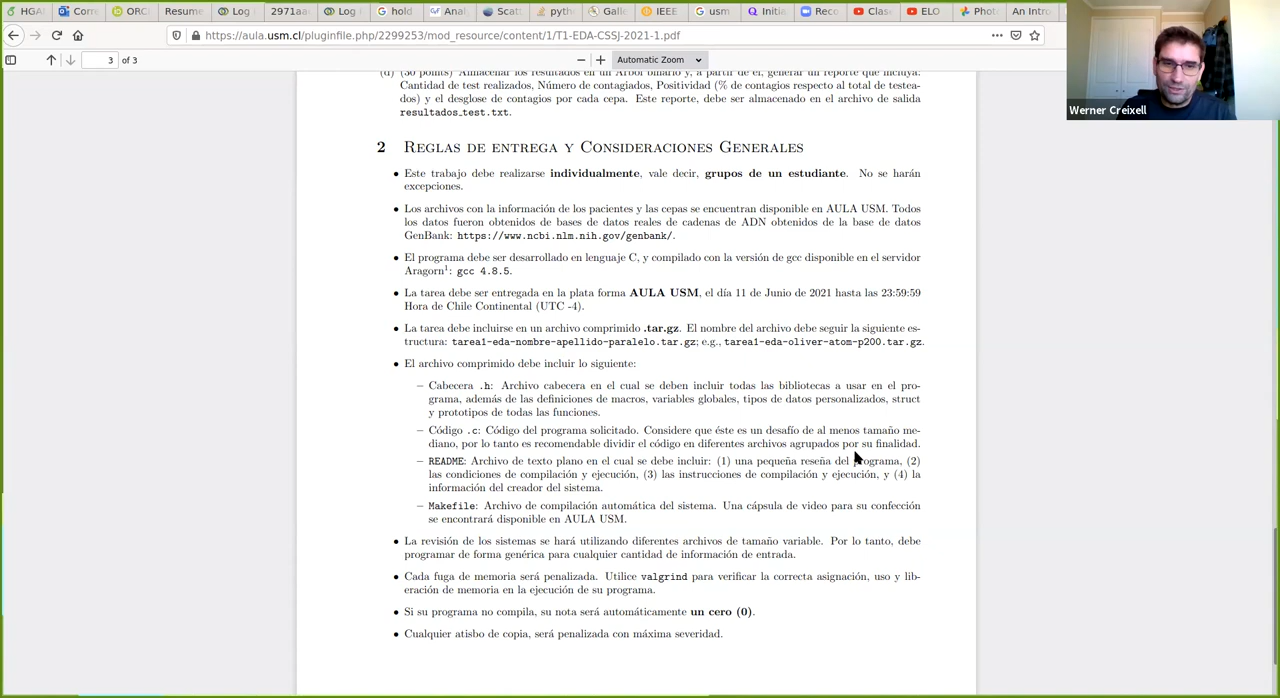 HGA
Corre
ORC
Resume
Log
2971aa
Log
hold
Anal
Scatt
pyth
Galle
IEEE
usm
Initia
Reco
Clase
ELO
Phot
An Intro
https://aula.usm.cl/pluginfile.php/2299253/mod_resource/content/1/T1-EDA-CSSJ-2021-1.pdf
3 of 3
Automatic Zoom
Werner Creixell
(d) (30 points) Almacenar los resultados en un Árbol binario y, a partir de él, generar un reporte que incluya:
Cantidad de test realizados, Número de contagiados, Positividad (% de contagios respecto al total de testea-
dos) y el desglose de contagios por cada cepa. Este reporte, debe ser almacenado en el archivo de salida
resultados_test.txt.
2 Reglas de entrega y Consideraciones Generales
• Este trabajo debe realizarse individualmente, vale decir, grupos de un estudiante. No se harán
excepciones.
• Los archivos con la información de los pacientes y las cepas se encuentran disponible en AULA USM. Todos
los datos fueron obtenidos de bases de datos reales de cadenas de ADN obtenidos de la base de datos
GenBank: https://www.ncbi.nlm.nih.gov/genbank/.
• El programa debe ser desarrollado en lenguaje C, y compilado con la versión de gcc disponible en el servidor
Aragorn1: gcc 4.8.5.
• La tarea debe ser entregada en la plata forma AULA USM, el día 11 de Junio de 2021 hasta las 23:59:59
Hora de Chile Continental (UTC -4).
• La tarea debe incluirse en un archivo comprimido .tar.gz. El nombre del archivo debe seguir la siguiente es-
tructura: tarea1-eda-nombre-apellido-paralelo.tar.gz; e.g., tarea1-eda-oliver-atom-p200.tar.gz.
• El archivo comprimido debe incluir lo siguiente:
– Cabecera .h: Archivo cabecera en el cual se deben incluir todas las bibliotecas a usar en el pro-
grama, además de las definiciones de macros, variables globales, tipos de datos personalizados, struct
y prototipos de todas las funciones.
– Código .c: Código del programa solicitado. Considere que éste es un desafío de al menos tamaño me-
diano, por lo tanto es recomendable dividir el código en diferentes archivos agrupados por su finalidad.
– README: Archivo de texto plano en el cual se debe incluir: (1) una pequeña reseña del programa, (2)
las condiciones de compilación y ejecución, (3) las instrucciones de compilación y ejecución, y (4) la
información del creador del sistema.
– Makefile: Archivo de compilación automática del sistema. Una cápsula de video para su confección
se encontrará disponible en AULA USM.
• La revisión de los sistemas se hará utilizando diferentes archivos de tamaño variable. Por lo tanto, debe
programar de forma genérica para cualquier cantidad de información de entrada.
• Cada fuga de memoria será penalizada. Utilice valgrind para verificar la correcta asignación, uso y lib-
eración de memoria en la ejecución de su programa.
• Si su programa no compila, su nota será automáticamente un cero (0).
• Cualquier atisbo de copia, será penalizada con máxima severidad.